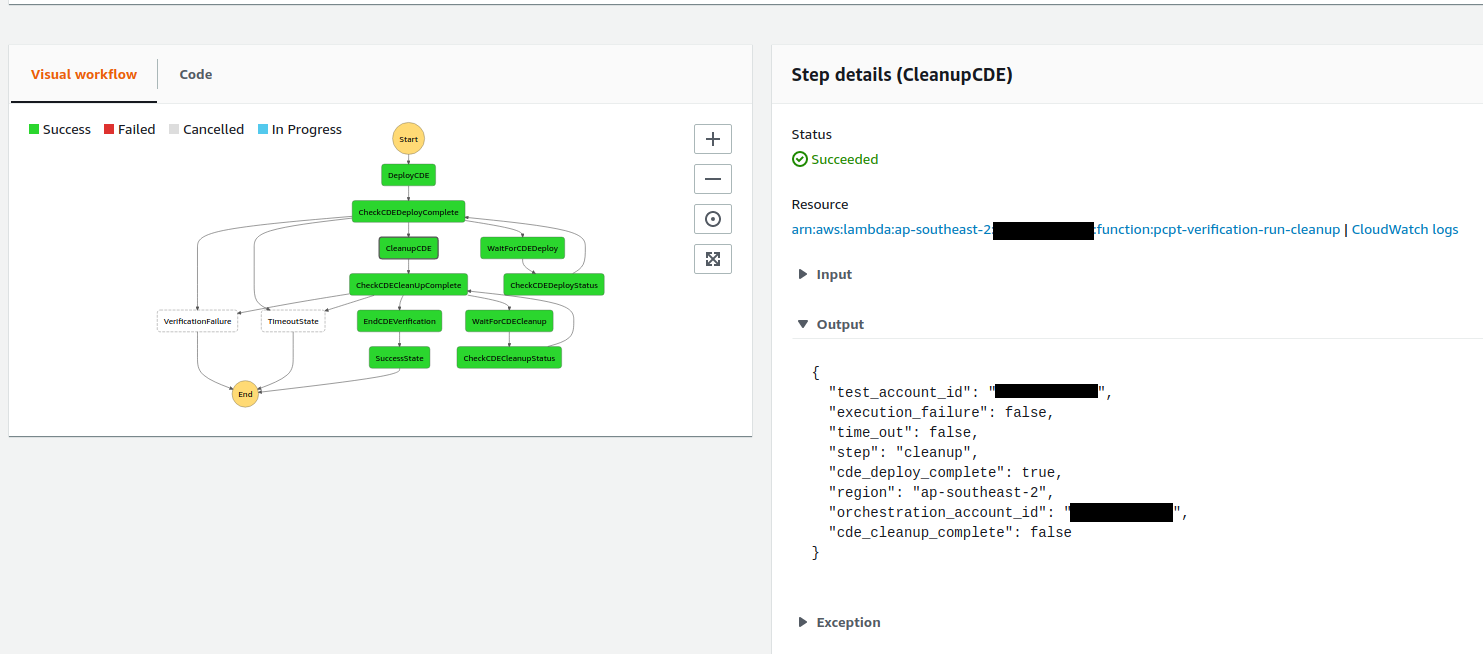 Visual workflow
Code
Success
Failed
Cancelled
In Progress
Start
DeployCDE
CheckCDEDeployComplete
CleanupCDE
WaitForCDEDeploy
CheckCDECleanUpComplete
CheckCDEDeployStatus
VerificationFailure
TimeoutState
EndCDEVerification
WaitForCDECleanup
SuccessState
CheckCDECleanupStatus
End
Step details (CleanupCDE)
Status
Succeeded
Resource
arn:aws:lambda:ap-southeast-2: :function:pcpt-verification-run-cleanup | CloudWatch logs
Input
Output
{
"test_account_id": " ",
"execution_failure": false,
"time_out": false,
"step": "cleanup",
"cde_deploy_complete": true,
"region": "ap-southeast-2",
"orchestration_account_id": " ",
"cde_cleanup_complete": false
}
Exception